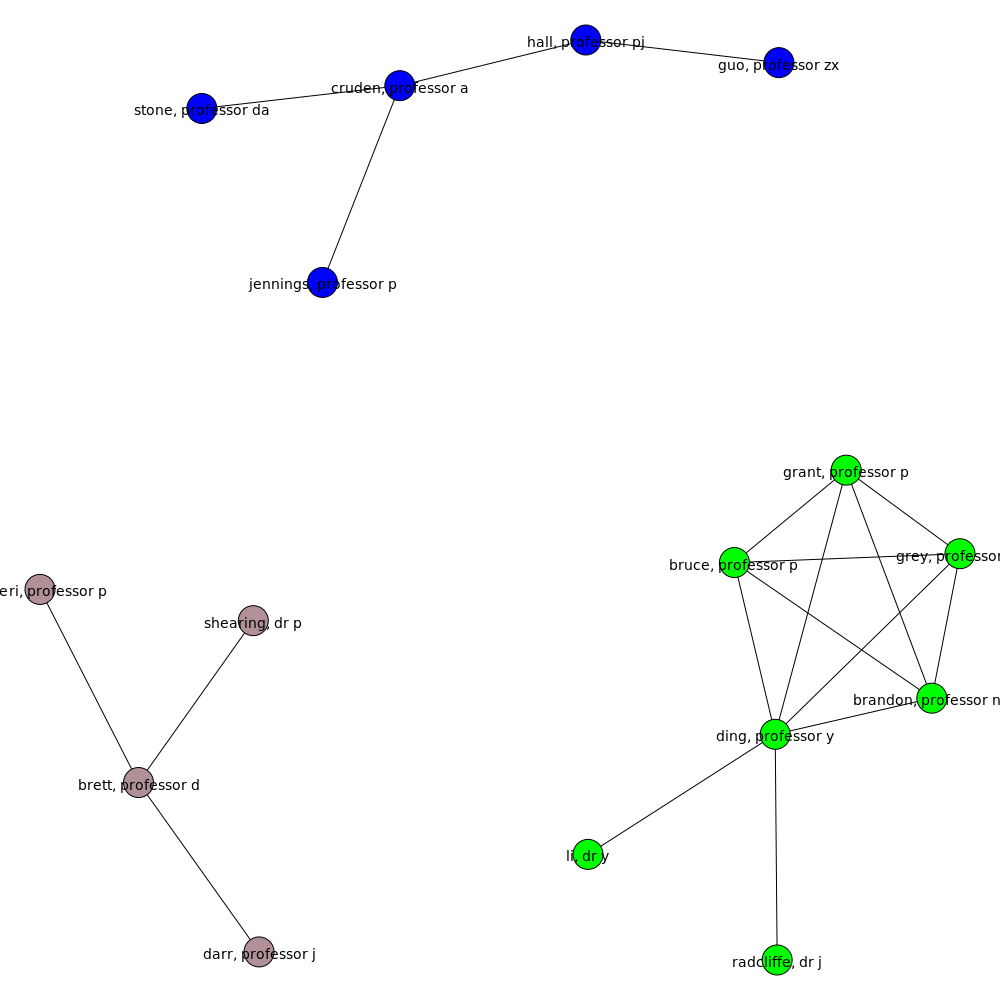 hall, professor pj
guo, professor zx
cruden, professor a
stone, professor da
jennings, professor p
grant, professor p
grey, professor
bruce, professor p
eri, professor p
shearing, dr p
brandon, professor n
ding, professor y
brett, professor d
li, dr y
darr, professor j
radcliffe, dr j